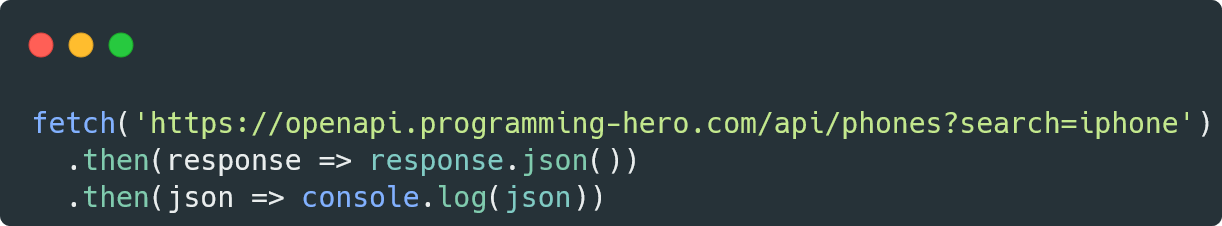 fetch('https://openapi.programming-hero.com/api/phones?search=iphone')
  .then(response => response.json())
  .then(json => console.log(json))